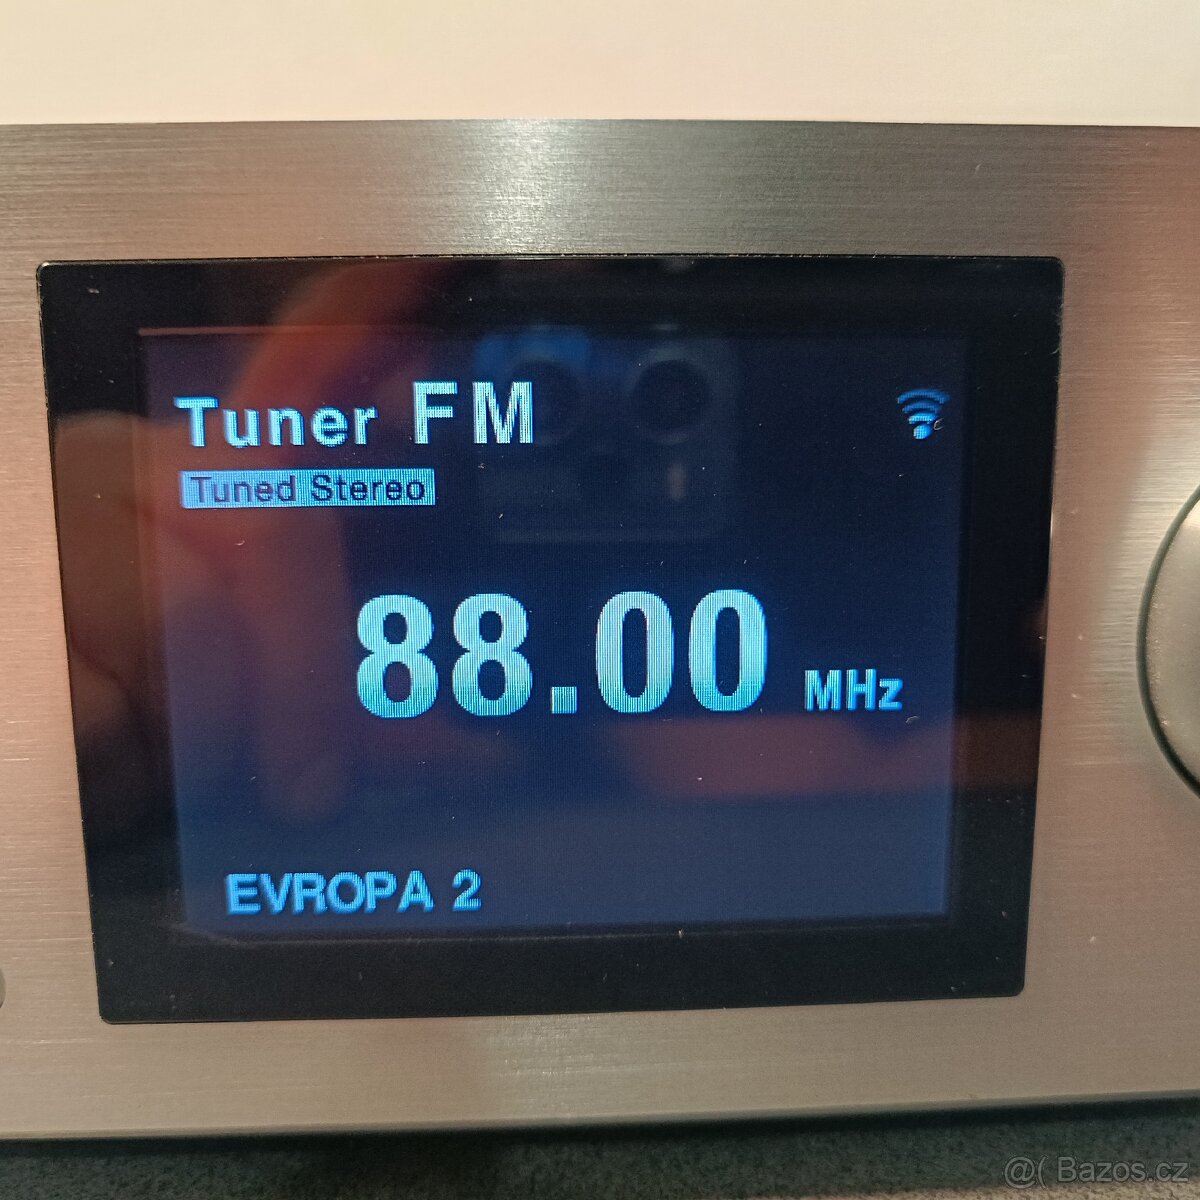 Tuner FM
Tuned Stereo
88.00 MHz
EVROPA 2
@( Bazos.cz